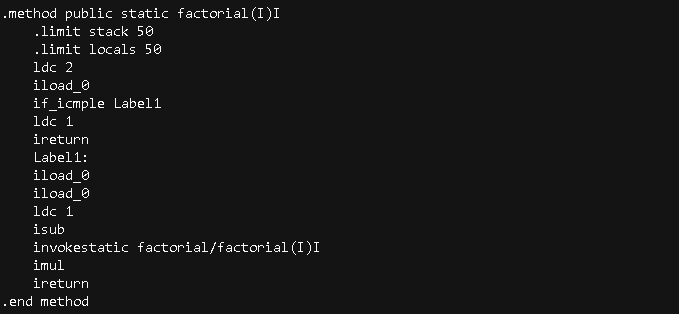 .method public static factorial(I)I
    .limit stack 50
    .limit locals 50
    ldc 2
    iload_0
    if_icmple Label1
    ldc 1
    ireturn
    Label1:
    iload_0
    iload_0
    ldc 1
    isub
    invokestatic factorial/factorial(I)I
    imul
    ireturn
.end method